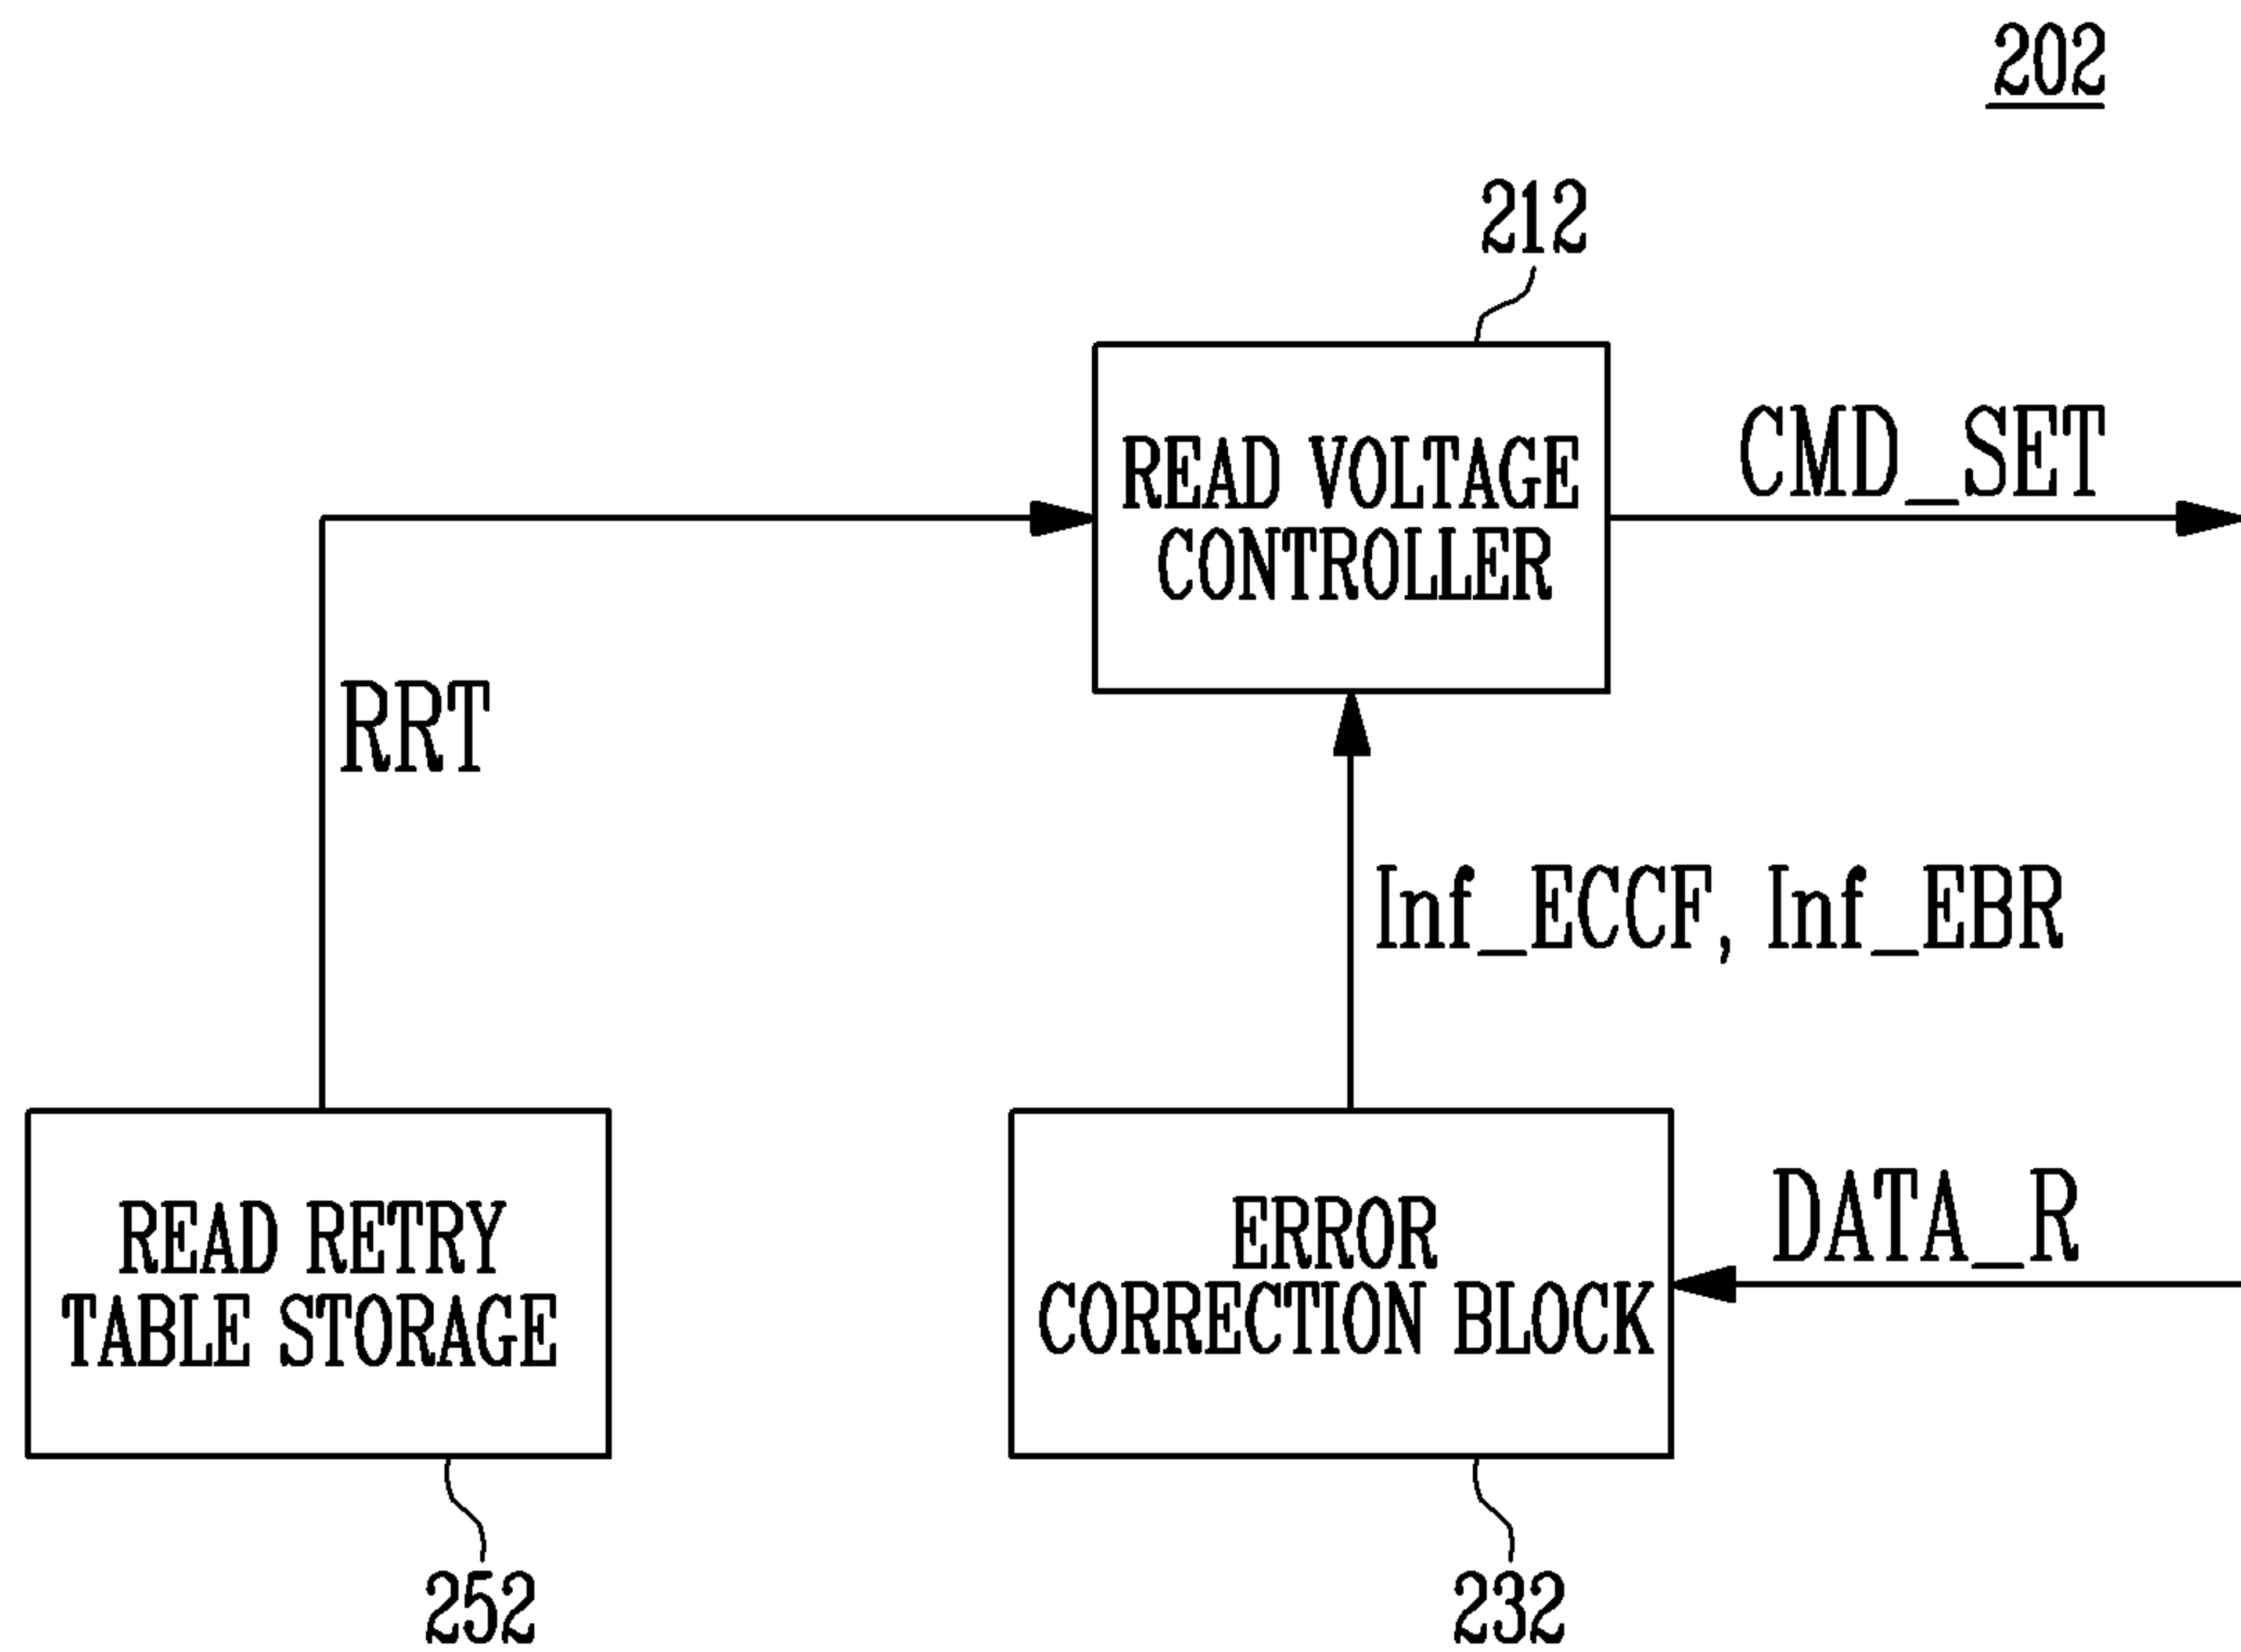 202
212
READ VOLTAGE
CONTROLLER
CMD_SET
RRT
Inf_ECCF, Inf_EBR
READ RETRY
TABLE STORAGE
ERROR
CORRECTION BLOCK
DATA_R
252
232